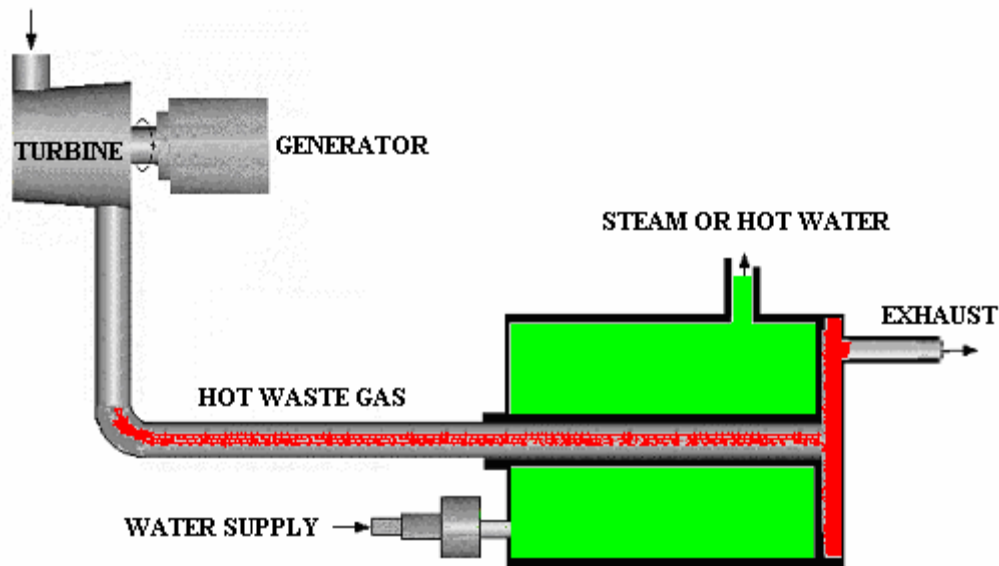 TURBINE
GENERATOR
STEAM OR HOT WATER
EXHAUST
HOT WASTE GAS
WATER SUPPLY